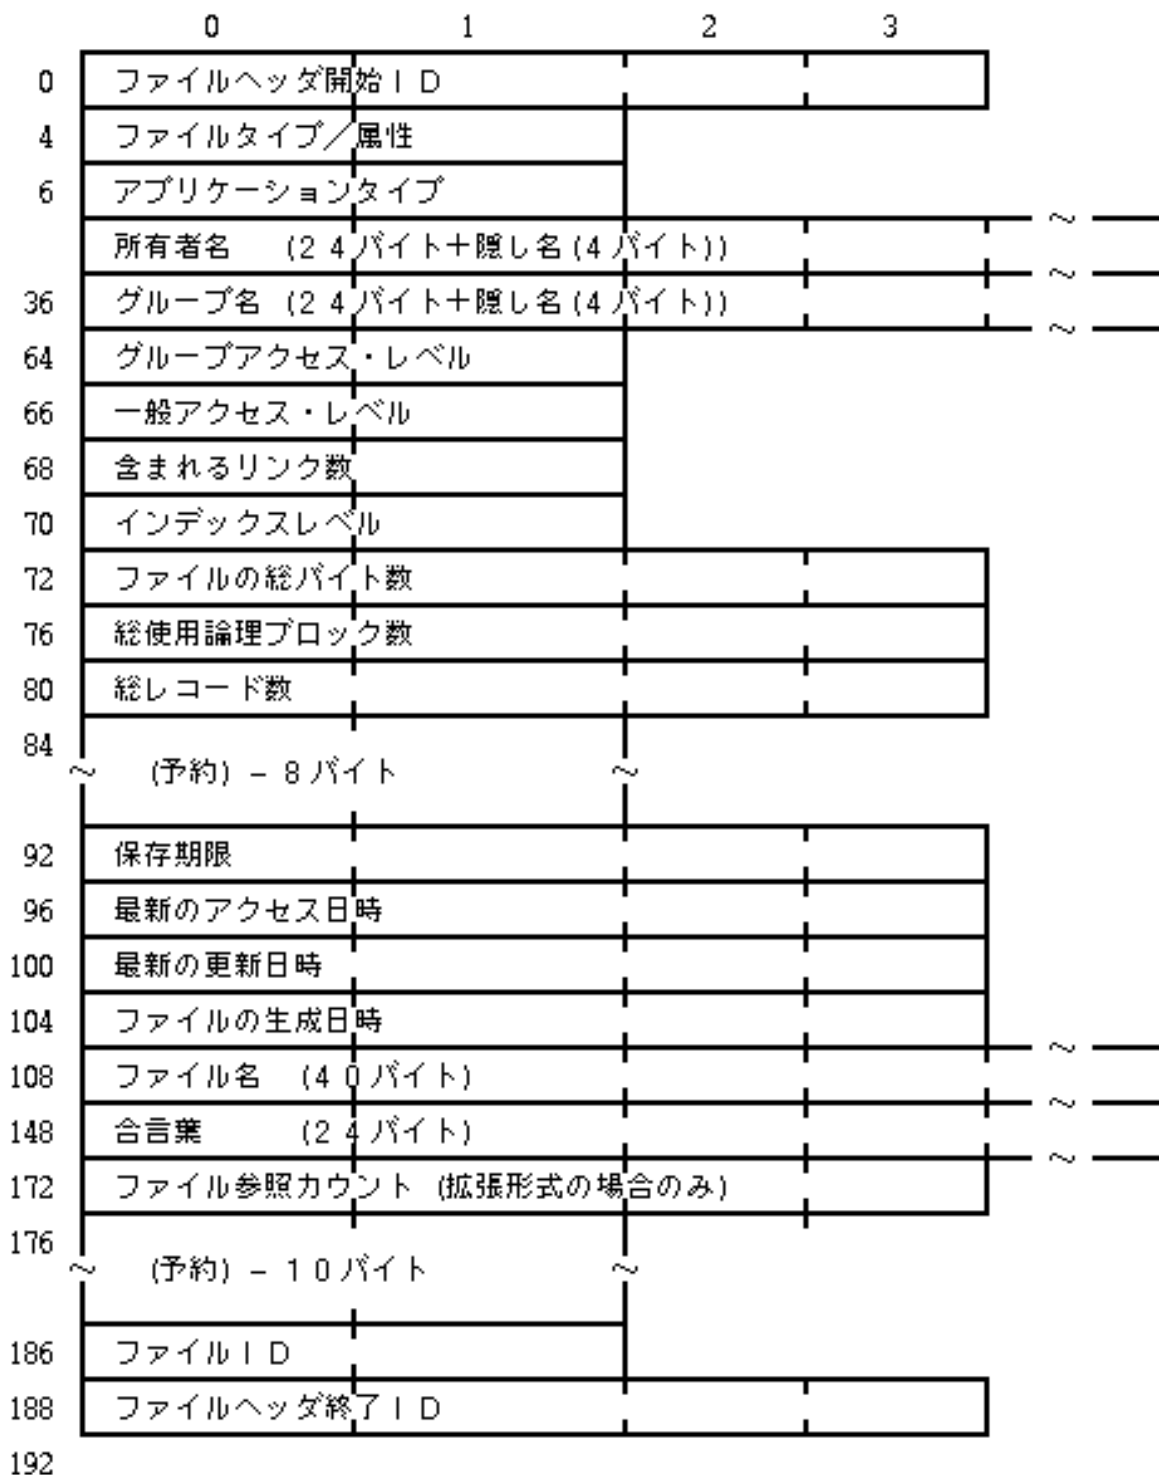 0 1 2 3
0 ファイルヘッダ開始ＩＤ
4 ファイルタイプ／属性
6 アプリケーションタイプ
所有者名 (２４バイト＋隠し名(４バイト))
36 グループ名 (２４バイト＋隠し名(４バイト))
64 グループアクセス・レベル
66 一般アクセス・レベル
68 含まれるリンク数
70 インデックスレベル
72 ファイルの総バイト数
76 総使用論理ブロック数
80 総レコード数
84
～ (予約) － ８バイト ～
92 保存期限
96 最新のアクセス日時
100 最新の更新日時
104 ファイルの生成日時
108 ファイル名 (４０バイト)
148 合言葉 (２４バイト)
172 ファイル参照カウント (拡張形式の場合のみ)
176
～ (予約) － １０バイト ～
186 ファイルＩＤ
188 ファイルヘッダ終了ＩＤ
192